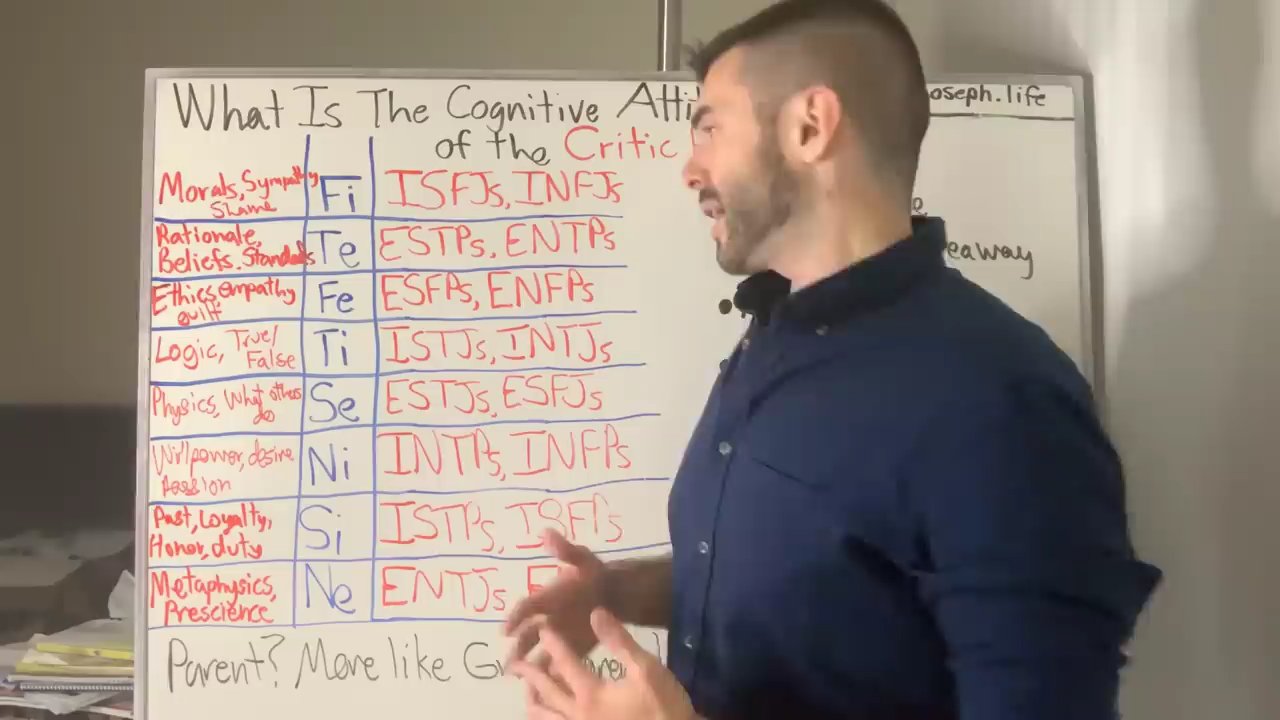 What Is The Cognitive Atti
of the Critic
oseph.life
Morals, Sympathy
Shame
Fi
ISFJs, INFJs
Rationale,
Beliefs, Standards
Te
ESTPs, ENTPs
Ethics, empathy
guilt
Fe
ESFPs, ENFPs
Logic, True/
False
Ti
ISTJs, INTJs
Physics, What others
do
Se
ESTJs, ESFJs
Willpower, desire
Passion
Ni
INTPs, INFPs
Past, Loyalty,
Honor, duty
Si
ISTPs, ISFPs
Metaphysics,
Prescience
Ne
ENTJs, E
Parent? More like G
eaway